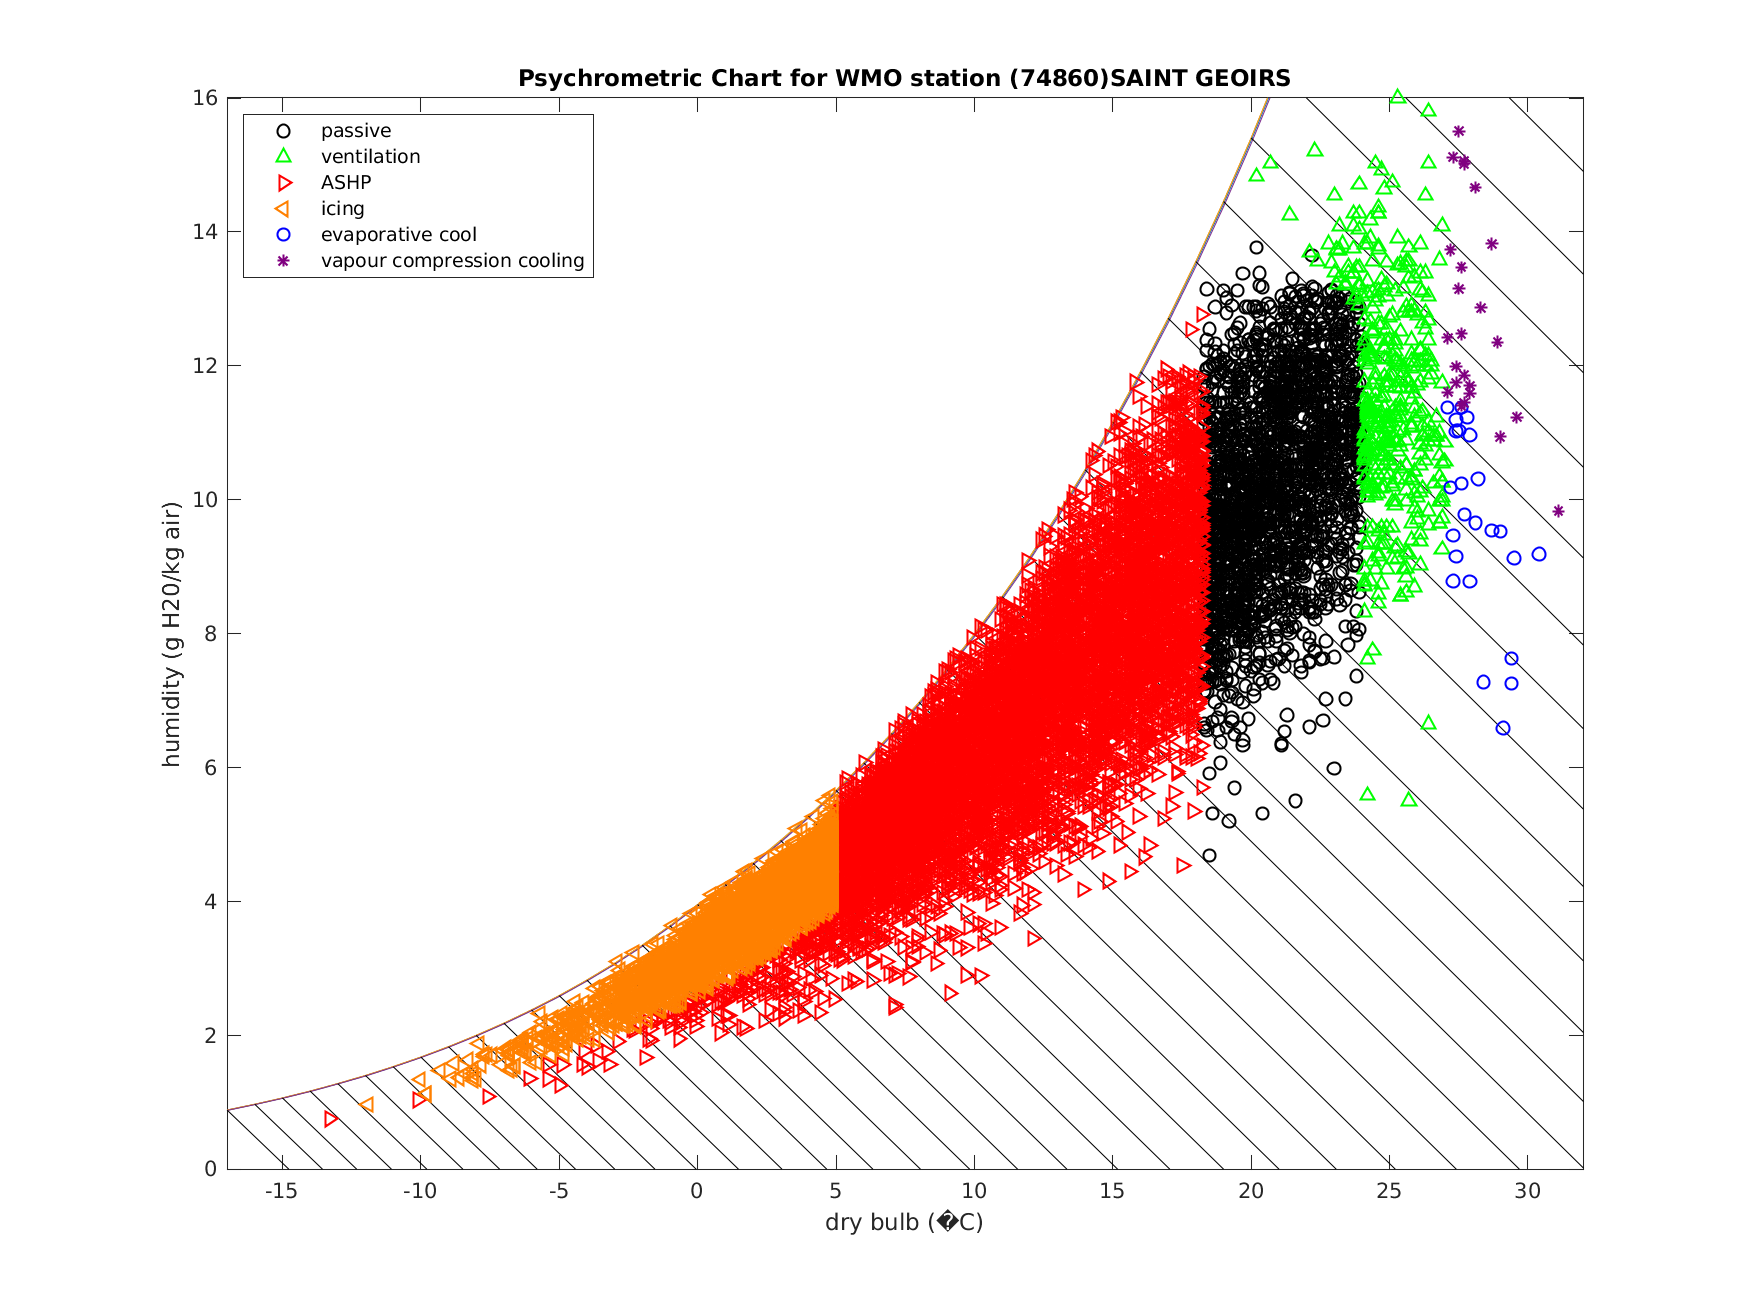 Psychrometric Chart for WMO station (74860)SAINT GEOIRS
passive
ventilation
ASHP
icing
evaporative cool
vapour compression cooling
humidity (g H20/kg air)
16
14
12
10
8
6
4
2
0
-15 -10 -5 0 5 10 15 20 25 30
dry bulb (�C)